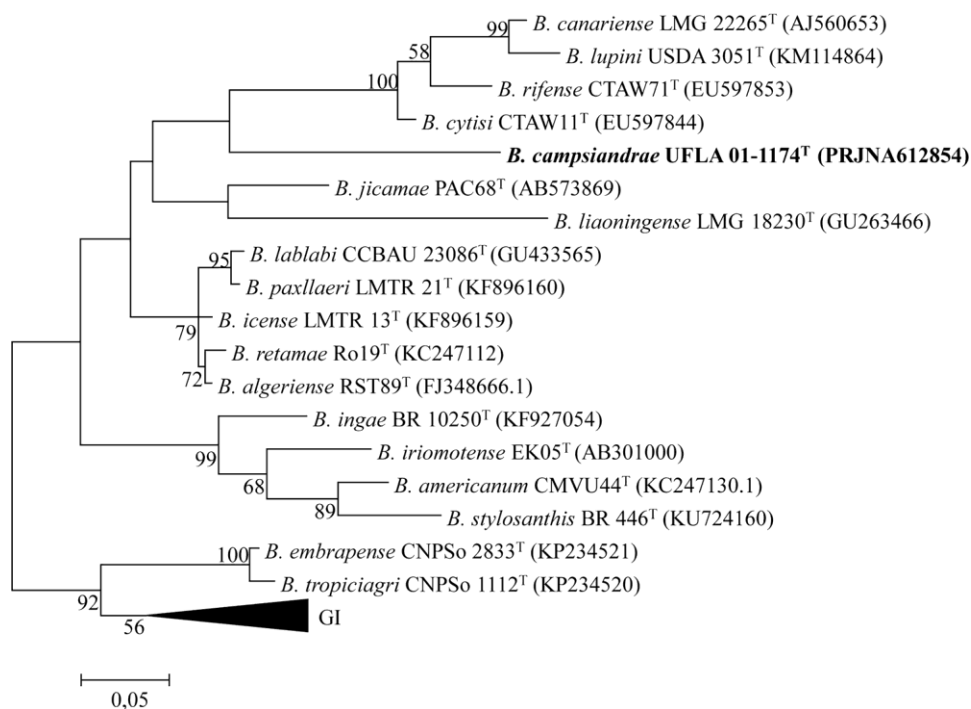 99 B. canariense LMG 22265ᵀ (AJ560653)
58 B. lupini USDA 3051ᵀ (KM114864)
100 B. rifense CTAW71ᵀ (EU597853)
B. cytisi CTAW11ᵀ (EU597844)
B. campsiandrae UFLA 01-1174ᵀ (PRJNA612854)
B. jicamae PAC68ᵀ (AB573869)
B. liaoningense LMG 18230ᵀ (GU263466)
95 B. lablabi CCBAU 23086ᵀ (GU433565)
B. paxllaeri LMTR 21ᵀ (KF896160)
79 B. icense LMTR 13ᵀ (KF896159)
B. retamae Ro19ᵀ (KC247112)
72 B. algeriense RST89ᵀ (FJ348666.1)
B. ingae BR 10250ᵀ (KF927054)
99 B. iriomotense EK05ᵀ (AB301000)
68 B. americanum CMVU44ᵀ (KC247130.1)
89 B. stylosanthis BR 446ᵀ (KU724160)
100 B. embrapense CNPSo 2833ᵀ (KP234521)
B. tropiciagri CNPSo 1112ᵀ (KP234520)
92
56 GI
0,05